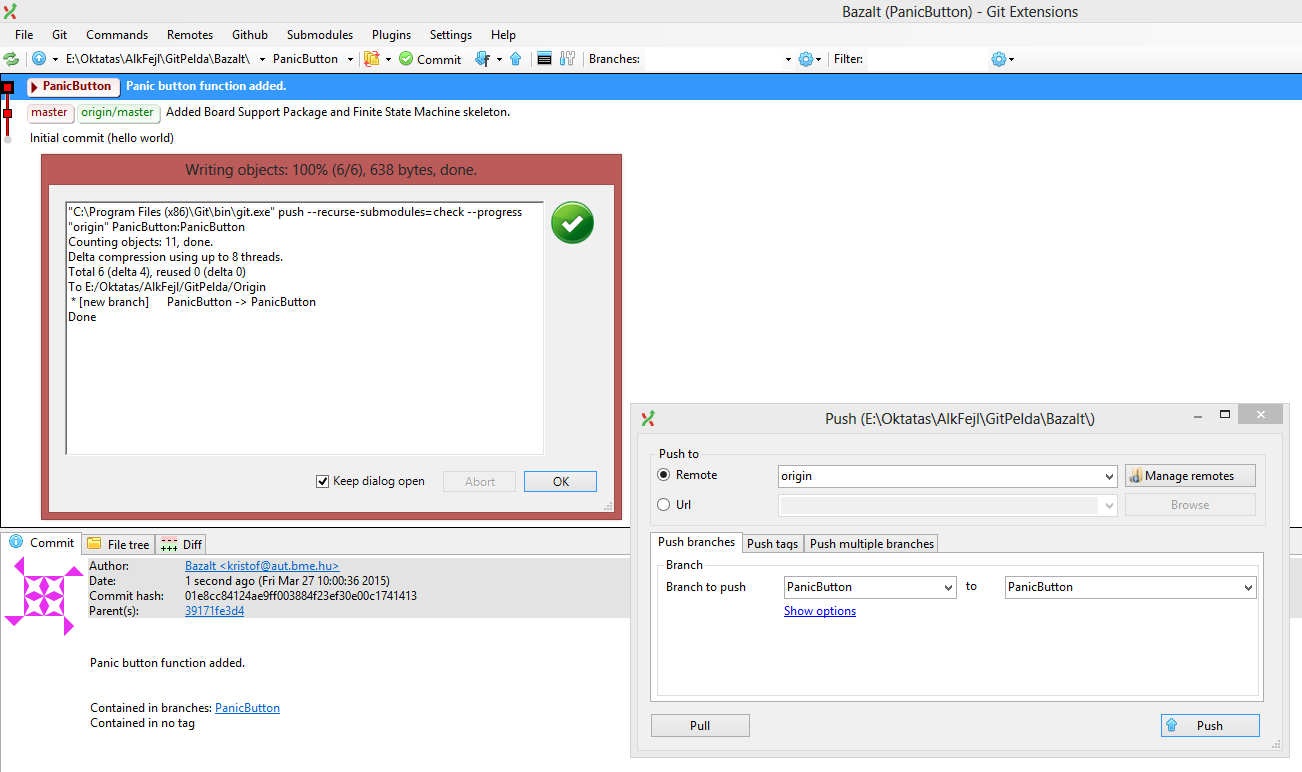 Bazalt (PanicButton) - Git Extensions
File Git Commands Remotes Github Submodules Plugins Settings Help
E:\Oktatas\AlkFejl\GitPelda\Bazalt\ PanicButton Commit Branches: Filter:
PanicButton Panic button function added.
master origin/master Added Board Support Package and Finite State Machine skeleton.
Initial commit (hello world)
Writing objects: 100% (6/6), 638 bytes, done.
"C:\Program Files (x86)\Git\bin\git.exe" push --recurse-submodules=check --progress
"origin" PanicButton:PanicButton
Counting objects: 11, done.
Delta compression using up to 8 threads.
Total 6 (delta 4), reused 0 (delta 0)
To E:/Oktatas/AlkFejl/GitPelda/Origin
* [new branch] PanicButton -> PanicButton
Done
Keep dialog open Abort OK
Push (E:\Oktatas\AlkFejl\GitPelda\Bazalt\)
Push to
Remote origin Manage remotes
Url Browse
Push branches Push tags Push multiple branches
Branch
Branch to push PanicButton to PanicButton
Show options
Pull Push
Commit File tree Diff
Author: Bazalt <kristof@aut.bme.hu>
Date: 1 second ago (Fri Mar 27 10:00:36 2015)
Commit hash: 01e8cc84124ae9ff003884f23ef30e00c1741413
Parent(s): 39171fe3d4
Panic button function added.
Contained in branches: PanicButton
Contained in no tag